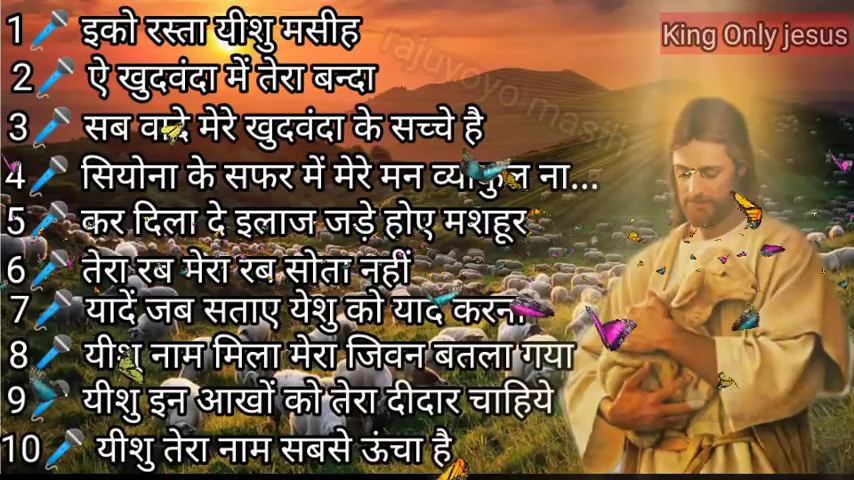 King Only jesus
1 इको रस्ता यीशु मसीह
2 ऐ खुदवंदा में तेरा बन्दा
3 सब वादे मेरे खुदवंदा के सच्चे है
4 सियोना के सफर में मेरे मन व्याकुल ना...
5 कर दिला दे इलाज जड़े होए मशहूर
6 तेरा रब मेरा रब सोता नहीं
7 यादें जब सताए येशु को याद करना
8 यीशु नाम मिला मेरा जिवन बतला गया
9 यीशु इन आखों को तेरा दीदार चाहिये
10 यीशु तेरा नाम सबसे ऊंचा है
rajuyoyo masih